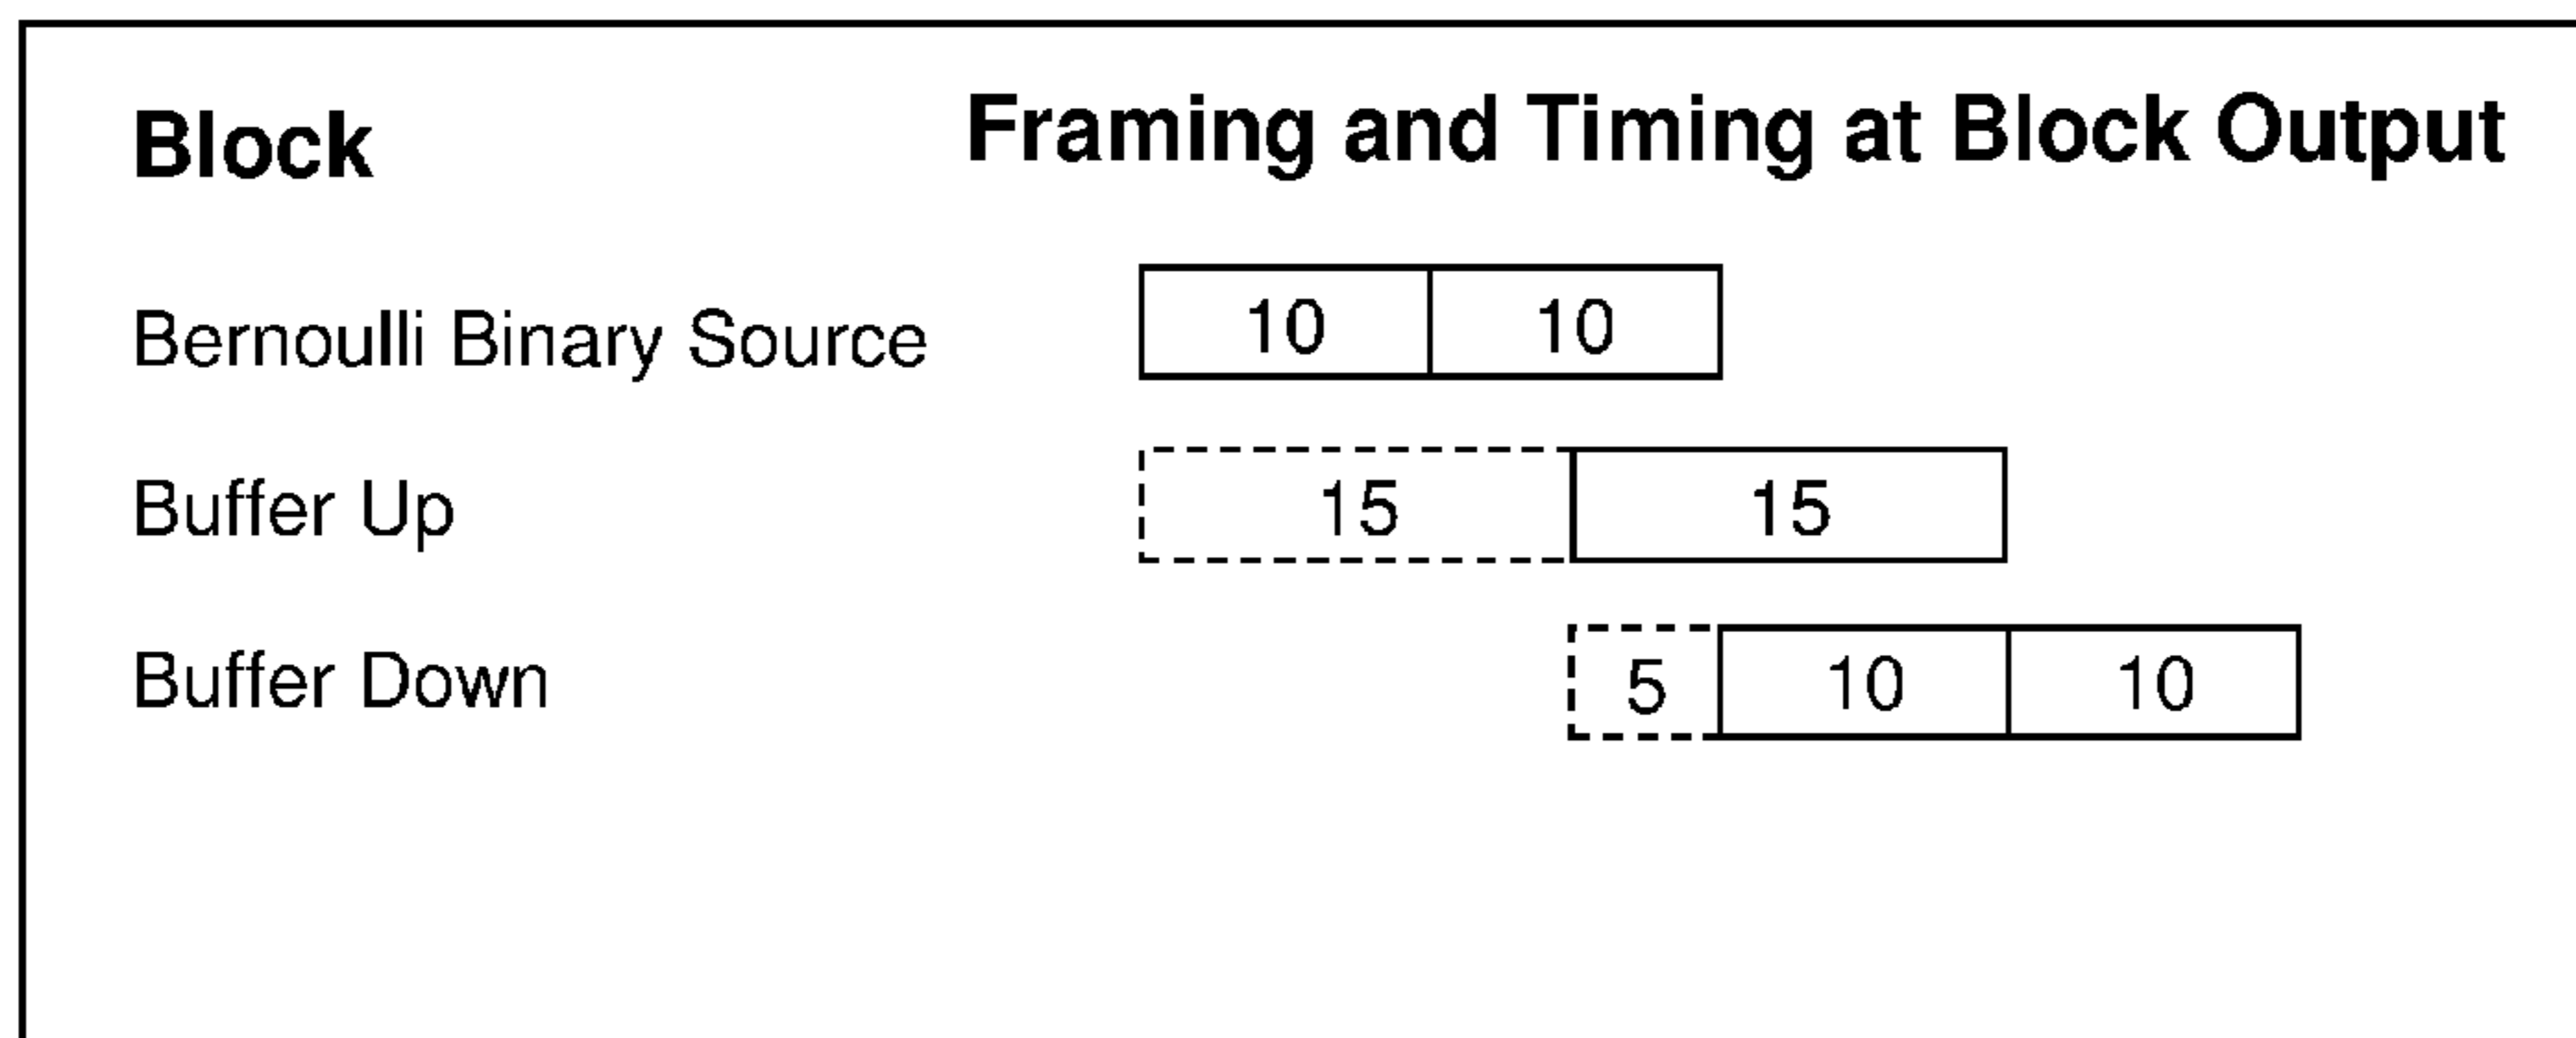 Block Framing and Timing at Block Output
Bernoulli Binary Source 10 10
Buffer Up 15 15
Buffer Down 5 10 10